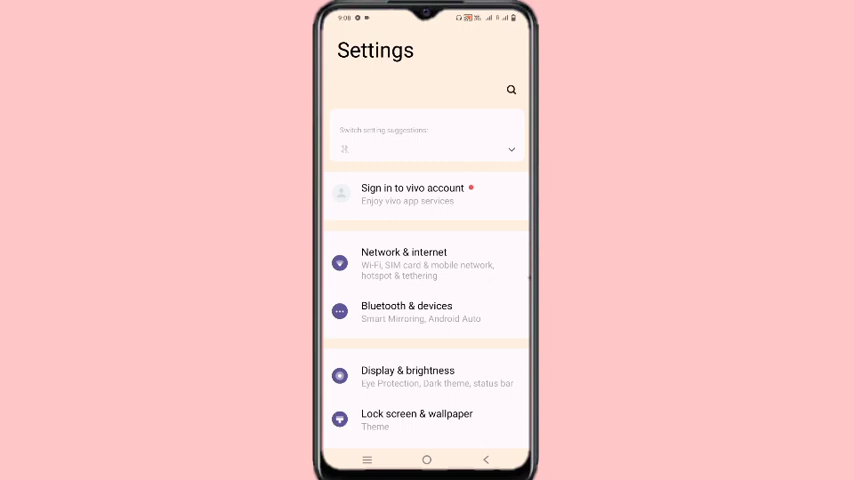 9:08
Settings
Switch setting suggestions:
Sign in to vivo account
Enjoy vivo app services
Network & internet
Wi-Fi, SIM card & mobile network,
hotspot & tethering
Bluetooth & devices
Smart Mirroring, Android Auto
Display & brightness
Eye Protection, Dark theme, status bar
Lock screen & wallpaper
Theme